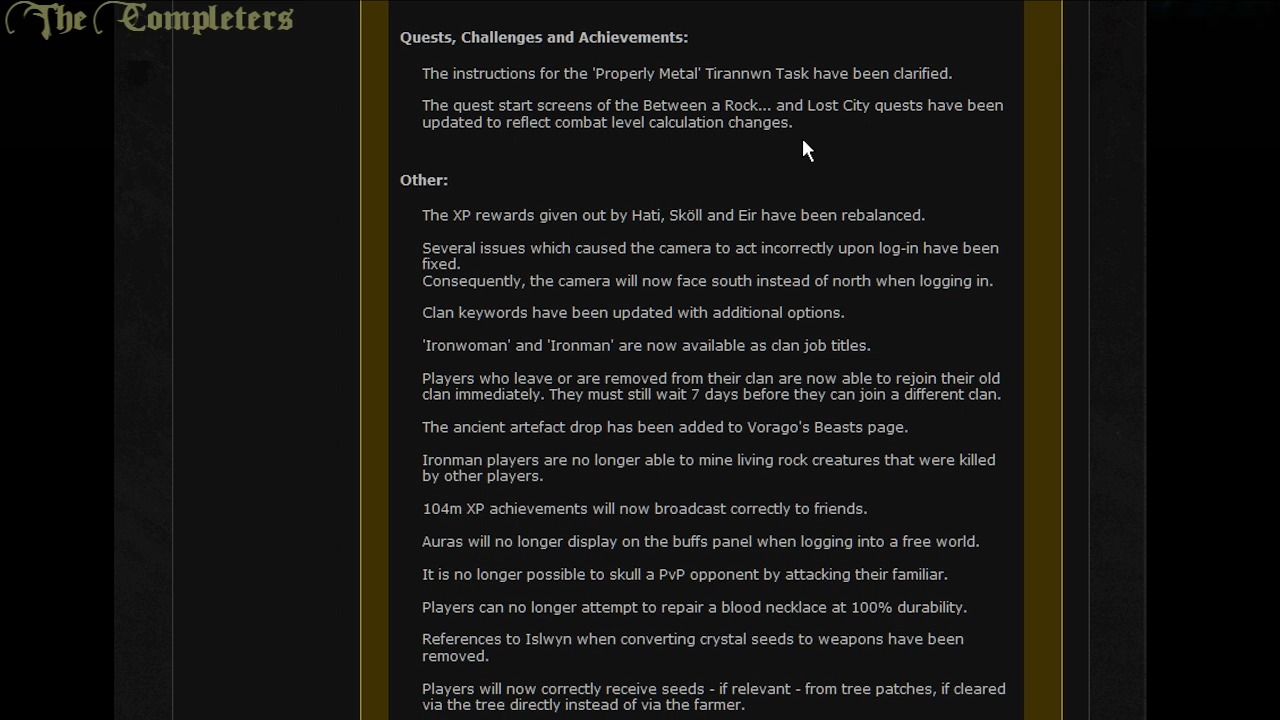 The Completers
Quests, Challenges and Achievements:
The instructions for the 'Properly Metal' Tirannwn Task have been clarified.
The quest start screens of the Between a Rock... and Lost City quests have been
updated to reflect combat level calculation changes.
Other:
The XP rewards given out by Hati, Sköll and Eir have been rebalanced.
Several issues which caused the camera to act incorrectly upon log-in have been
fixed.
Consequently, the camera will now face south instead of north when logging in.
Clan keywords have been updated with additional options.
'Ironwoman' and 'Ironman' are now available as clan job titles.
Players who leave or are removed from their clan are now able to rejoin their old
clan immediately. They must still wait 7 days before they can join a different clan.
The ancient artefact drop has been added to Vorago's Beasts page.
Ironman players are no longer able to mine living rock creatures that were killed
by other players.
104m XP achievements will now broadcast correctly to friends.
Auras will no longer display on the buffs panel when logging into a free world.
It is no longer possible to skull a PvP opponent by attacking their familiar.
Players can no longer attempt to repair a blood necklace at 100% durability.
References to Islwyn when converting crystal seeds to weapons have been
removed.
Players will now correctly receive seeds - if relevant - from tree patches, if cleared
via the tree directly instead of via the farmer.